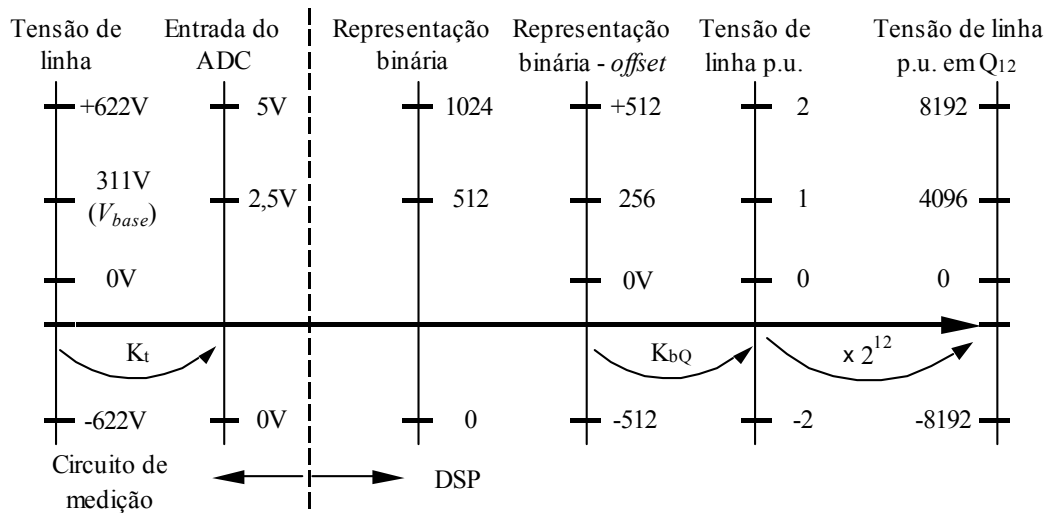 Tensão de
linha
Entrada do
ADC
Representação
binária
Representação
binária - offset
Tensão de
linha p.u.
Tensão de linha
p.u. em Q12
+622V
5V
1024
+512
2
8192
311V
(Vbase)
2,5V
512
256
1
4096
0V
0V
0
0
Kt
KbQ
x 2^12
-622V
0V
0
-512
-2
-8192
Circuito de
medição
DSP